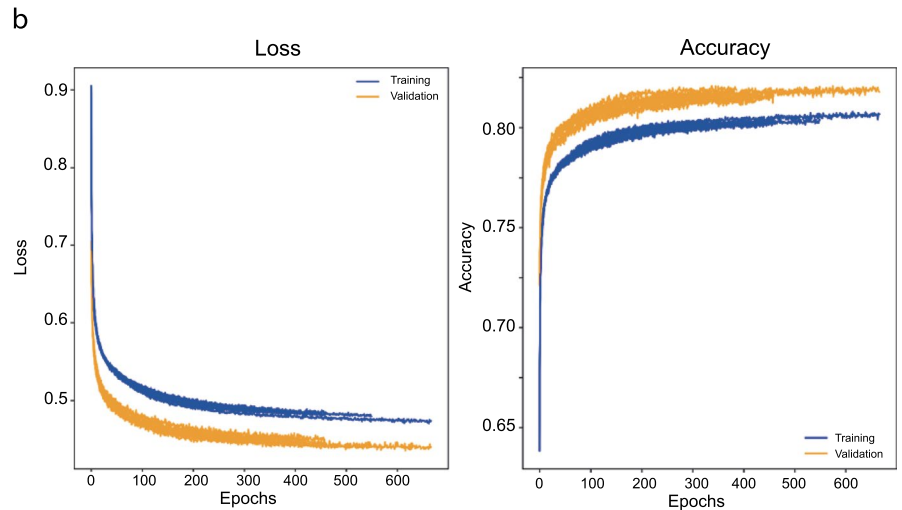 b
Loss
Accuracy
0.9
0.8
0.7
0.6
0.5
Loss
Training
Validation
0 100 200 300 400 500 600
Epochs
0.80
0.75
0.70
0.65
Accuracy
Training
Validation
0 100 200 300 400 500 600
Epochs